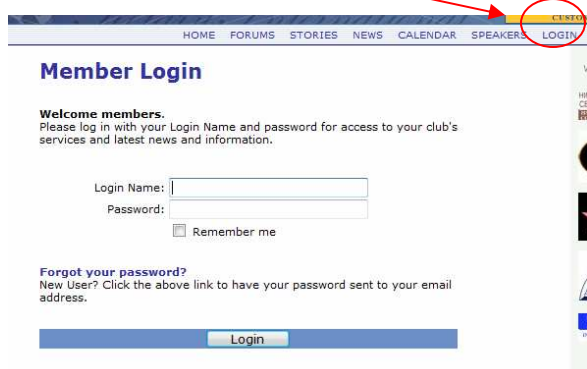 CUSTO
HOME FORUMS STORIES NEWS CALENDAR SPEAKERS LOGIN
Member Login
Welcome members.
Please log in with your Login Name and password for access to your club's
services and latest news and information.
Login Name:
Password:
Remember me
Forgot your password?
New User? Click the above link to have your password sent to your email
address.
Login